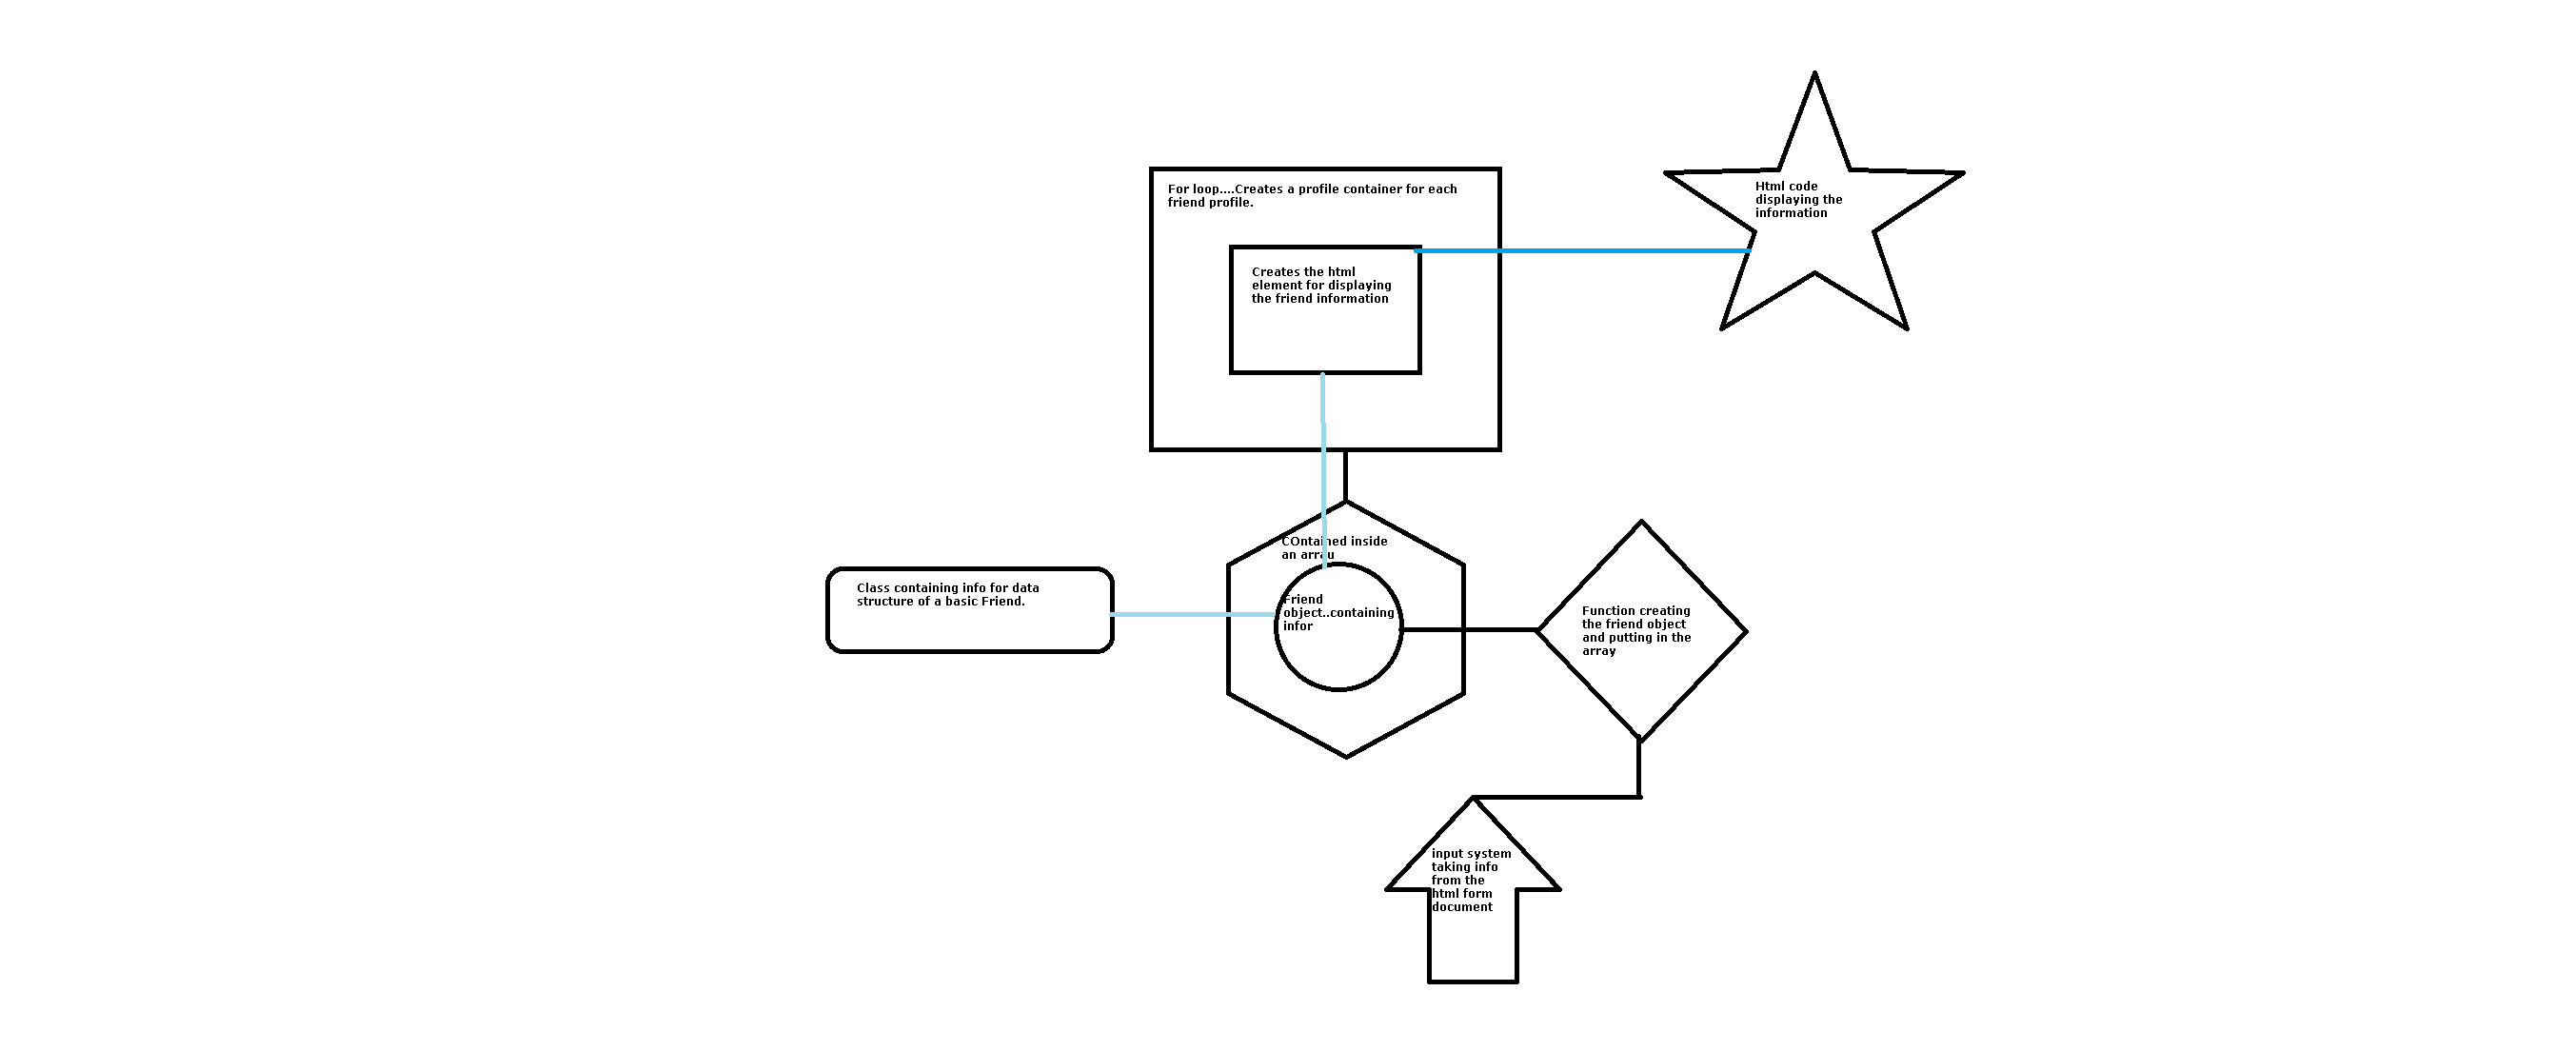 Html code
displaying the
information
For loop....Creates a profile container for each
friend profile.
Creates the html
element for displaying
the friend information
COntained inside
an arrau
Class containing info for data
structure of a basic Friend.
Friend
object..containing
infor
Function creating
the friend object
and putting in the
array
input system
taking info
from the
html form
document